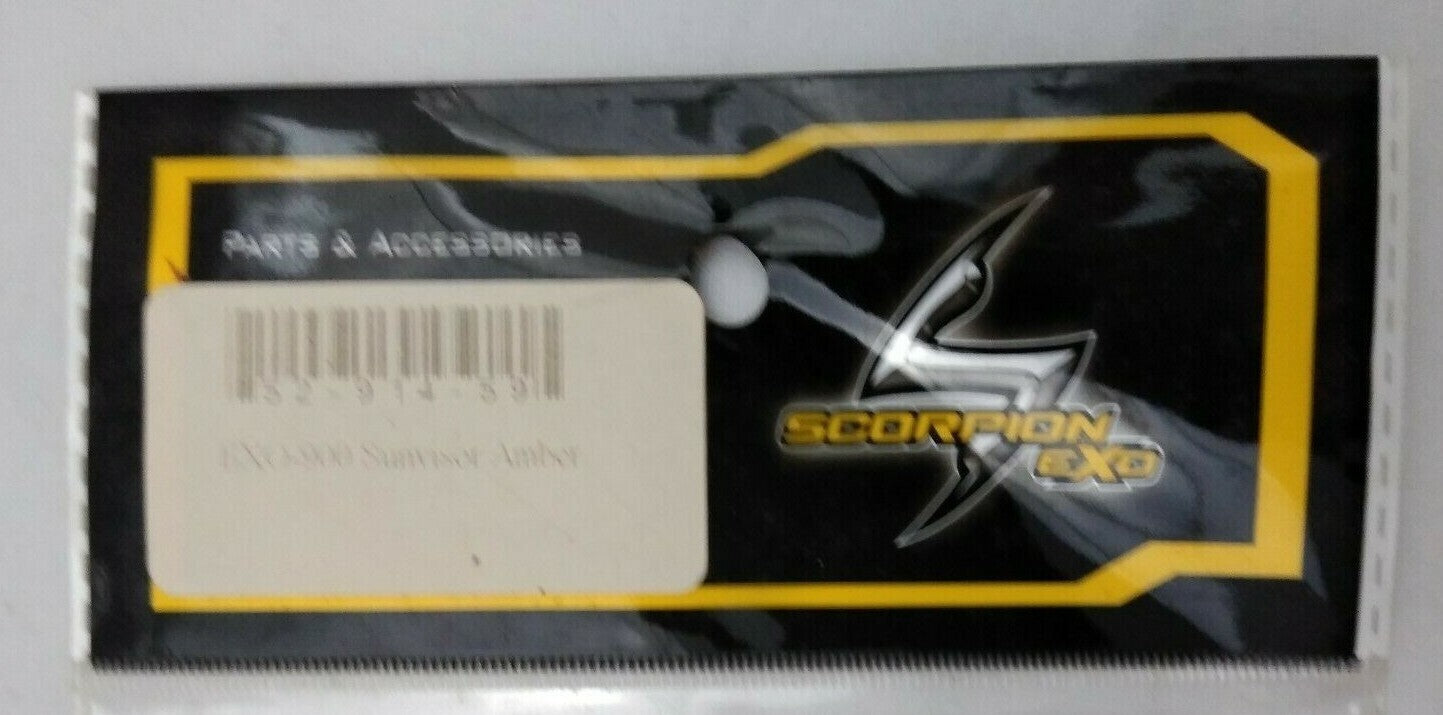 PARTS & ACCESSORIES
52-914-59
EXO-900 Sunvisor Amber
SCORPION
EXO